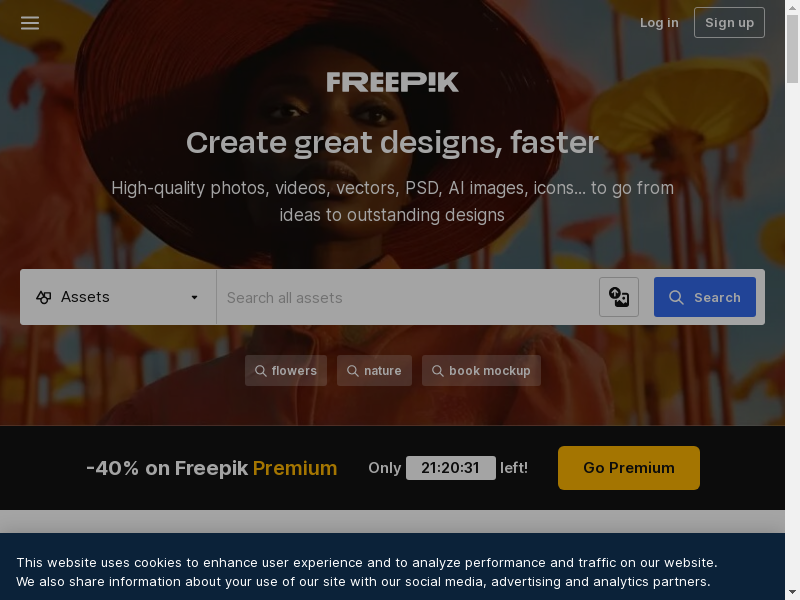 Log in
Sign up
FREEPIK
Create great designs, faster
High-quality photos, videos, vectors, PSD, AI images, icons... to go from
ideas to outstanding designs
Assets
Search all assets
Search
flowers
nature
book mockup
-40% on Freepik Premium
Only 21:20:31 left!
Go Premium
This website uses cookies to enhance user experience and to analyze performance and traffic on our website.
We also share information about your use of our site with our social media, advertising and analytics partners.